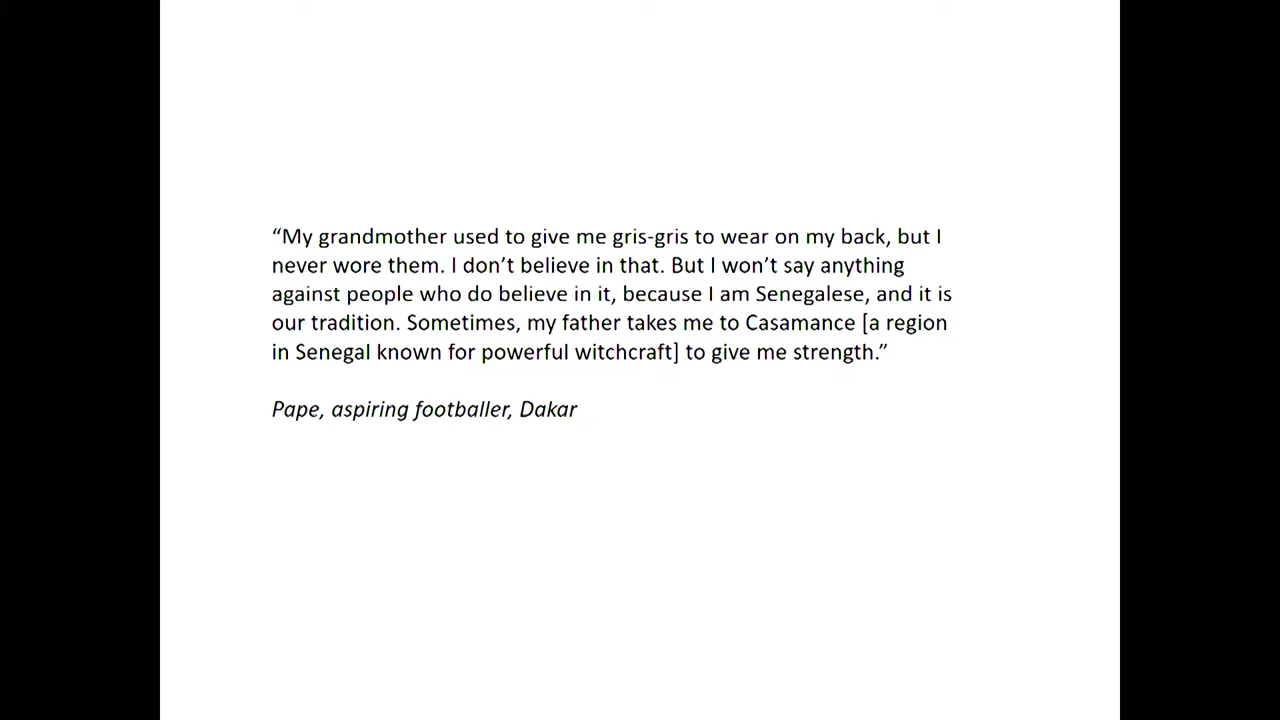 “My grandmother used to give me gris-gris to wear on my back, but I
never wore them. I don’t believe in that. But I won’t say anything
against people who do believe in it, because I am Senegalese, and it is
our tradition. Sometimes, my father takes me to Casamance [a region
in Senegal known for powerful witchcraft] to give me strength.”
Pape, aspiring footballer, Dakar